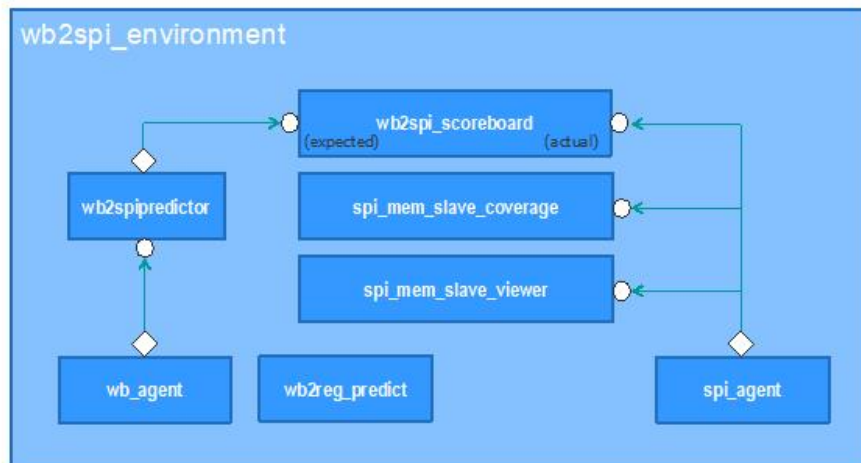 wb2spi_environment
wb2spi_scoreboard
(expected)
(actual)
wb2spipredictor
spi_mem_slave_coverage
spi_mem_slave_viewer
wb_agent
wb2reg_predict
spi_agent